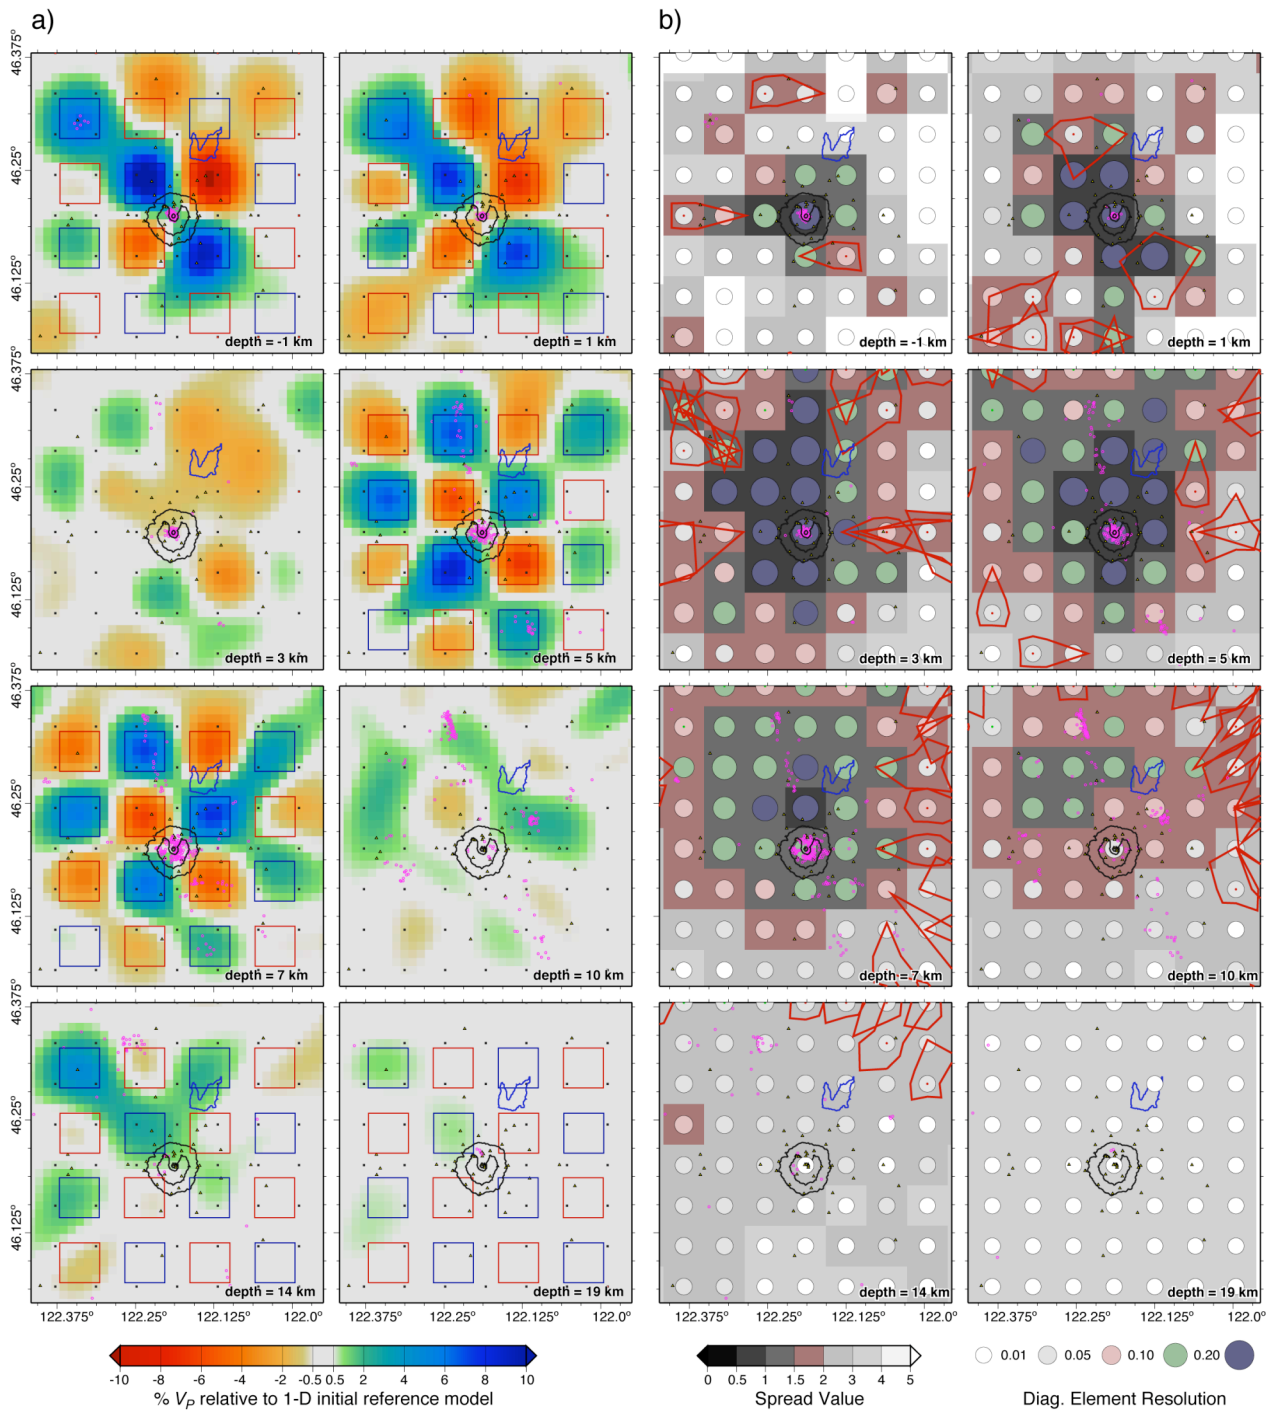 a)
b)
46.375°
46.25°
46.125°
depth = -1 km
depth = 1 km
depth = -1 km
depth = 1 km
46.375°
46.25°
46.125°
depth = 3 km
depth = 5 km
depth = 3 km
depth = 5 km
46.375°
46.25°
46.125°
depth = 7 km
depth = 10 km
depth = 7 km
depth = 10 km
46.375°
46.25°
46.125°
depth = 14 km
depth = 19 km
depth = 14 km
depth = 19 km
122.375° 122.25° 122.125° 122.0°
122.375° 122.25° 122.125° 122.0°
122.375° 122.25° 122.125° 122.0°
122.375° 122.25° 122.125° 122.0°
-10 -8 -6 -4 -2 -0.5 0.5 2 4 6 8 10
% VP relative to 1-D initial reference model
0 0.5 1 1.5 2 3 4 5
Spread Value
0.01 0.05 0.10 0.20
Diag. Element Resolution